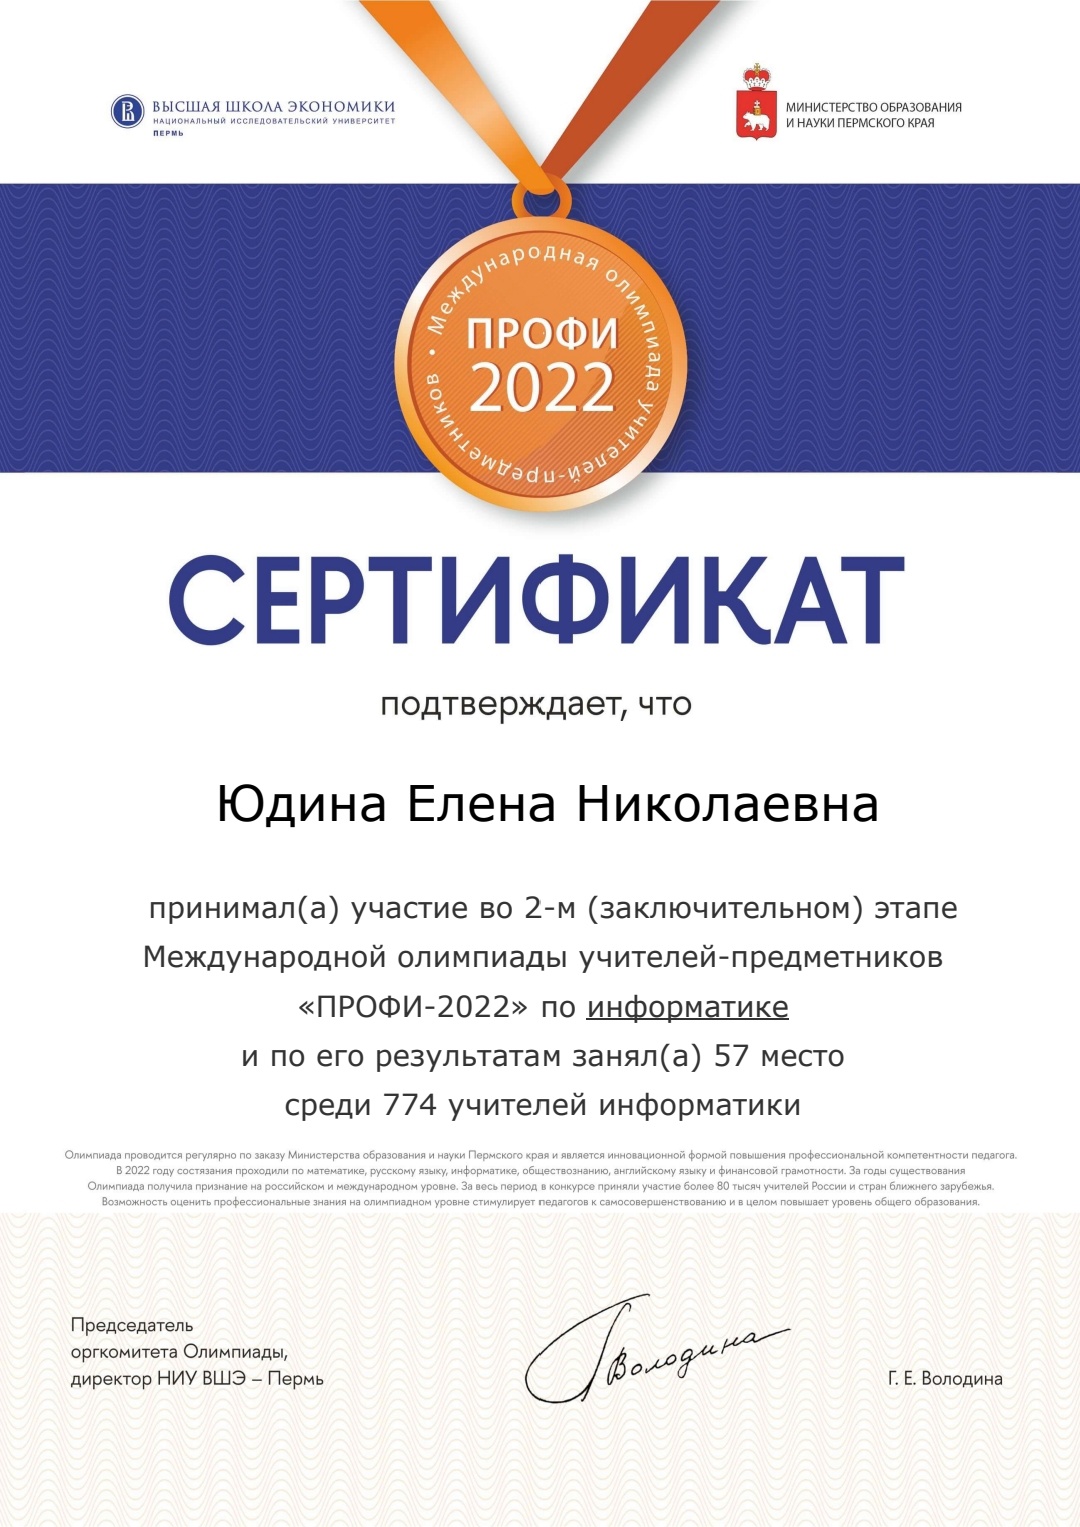 ВЫСШАЯ ШКОЛА ЭКОНОМИКИ
НАЦИОНАЛЬНЫЙ ИССЛЕДОВАТЕЛЬСКИЙ УНИВЕРСИТЕТ
ПЕРМЬ
МИНИСТЕРСТВО ОБРАЗОВАНИЯ
И НАУКИ ПЕРМСКОГО КРАЯ
• Международная олимпиада учителей-предметников
ПРОФИ
2022
СЕРТИФИКАТ
подтверждает, что
Юдина Елена Николаевна
принимал(а) участие во 2-м (заключительном) этапе
Международной олимпиады учителей-предметников
«ПРОФИ-2022» по информатике
и по его результатам занял(а) 57 место
среди 774 учителей информатики
Олимпиада проводится регулярно по заказу Министерства образования и науки Пермского края и является инновационной формой повышения профессиональной компетентности педагога.
В 2022 году состязания проходили по математике, русскому языку, информатике, обществознанию, английскому языку и финансовой грамотности. За годы существования
Олимпиада получила признание на российском и международном уровне. За весь период в конкурсе приняли участие более 80 тысяч учителей России и стран ближнего зарубежья.
Возможность оценить профессиональные знания на олимпиадном уровне стимулирует педагогов к самосовершенствованию и в целом повышает уровень общего образования.
Председатель
оргкомитета Олимпиады,
директор НИУ ВШЭ – Пермь
ГВолодина
Г. Е. Володина